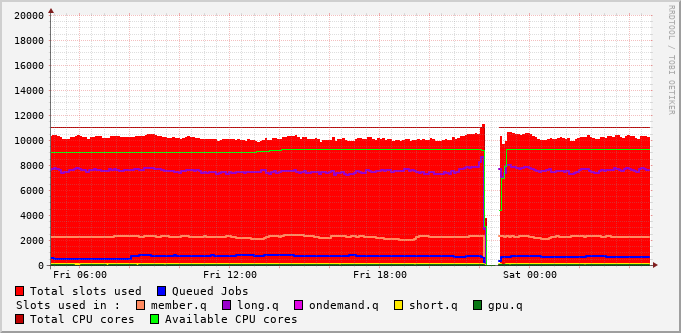 20000
18000
16000
14000
12000
10000
8000
6000
4000
2000
0
Fri 06:00 Fri 12:00 Fri 18:00 Sat 00:00
RRDTOOL / TOBI OETIKER
Total slots used Queued Jobs
Slots used in : member.q long.q ondemand.q short.q gpu.q
Total CPU cores Available CPU cores